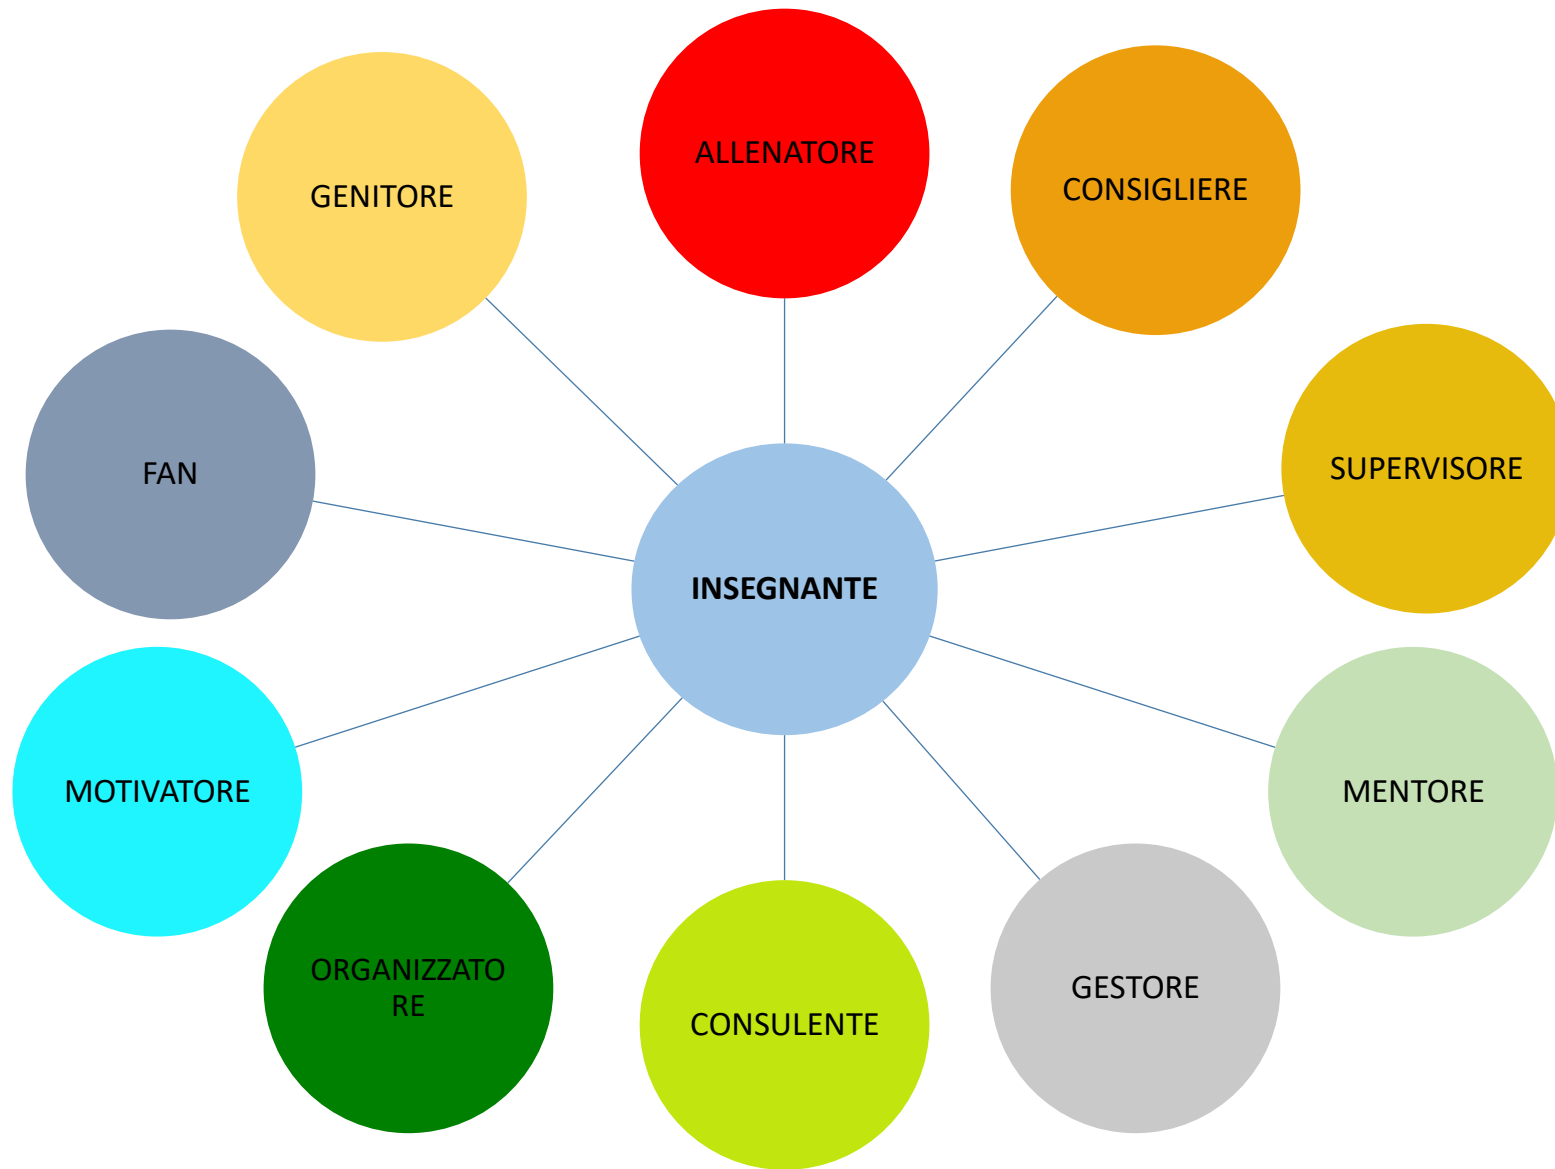 ALLENATORE
CONSIGLIERE
GENITORE
SUPERVISORE
FAN
INSEGNANTE
MOTIVATORE
MENTORE
ORGANIZZATO
RE
GESTORE
CONSULENTE